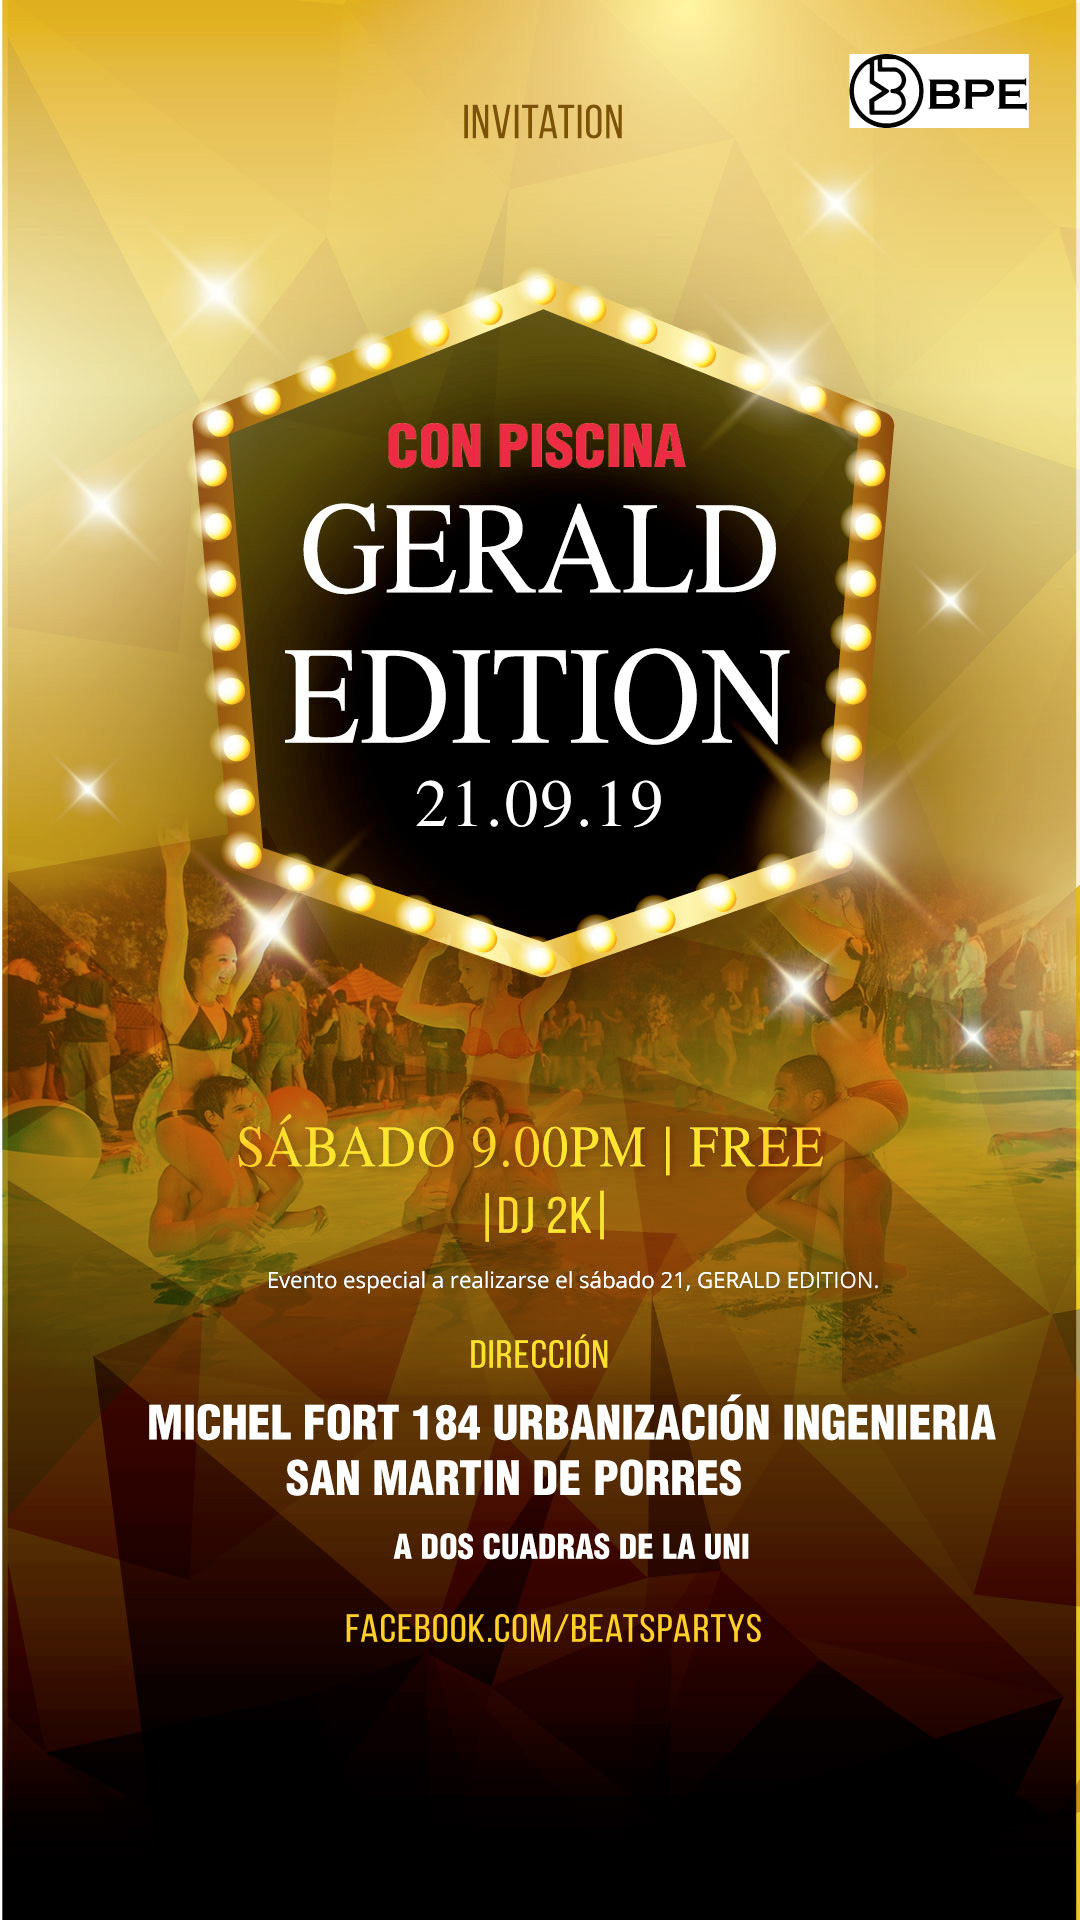 BPE
INVITATION
CON PISCINA
GERALD
EDITION
21.09.19
SÁBADO 9.00PM | FREE
|DJ 2K|
Evento especial a realizarse el sábado 21, GERALD EDITION.
DIRECCIÓN
MICHEL FORT 184 URBANIZACIÓN INGENIERIA
SAN MARTIN DE PORRES
A DOS CUADRAS DE LA UNI
FACEBOOK.COM/BEATSPARTYS